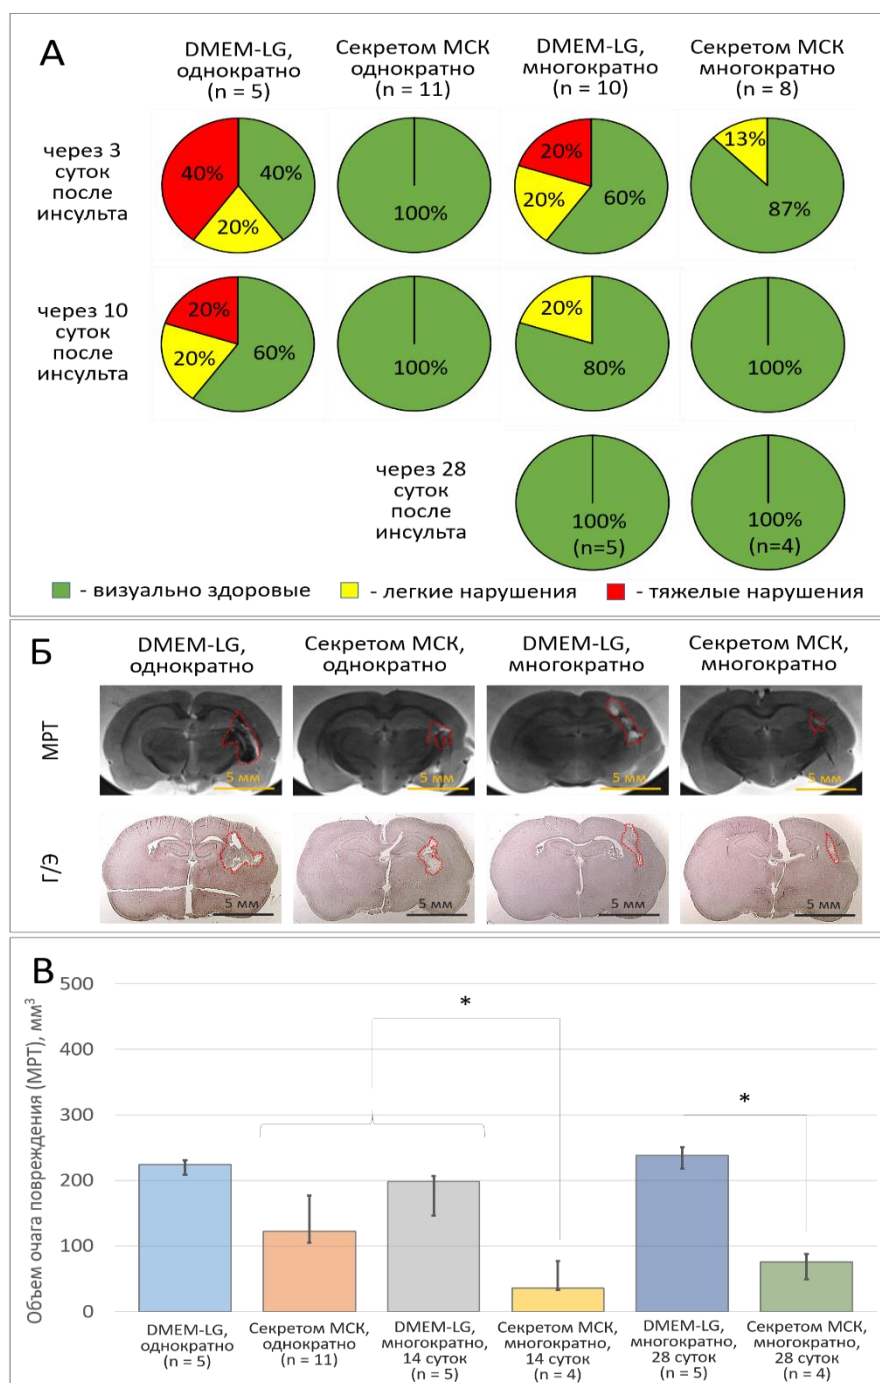 А
DMEM-LG,
однократно
(n = 5)
Секретом МСК
однократно
(n = 11)
DMEM-LG,
многократно
(n = 10)
Секретом МСК
многократно
(n = 8)
через 3
суток
после
инсульта
40%
40%
20%
100%
20%
20%
60%
13%
87%
через 10
суток
после
инсульта
20%
20%
60%
100%
20%
80%
100%
через 28
суток
после
инсульта
100%
(n=5)
100%
(n=4)
- визуально здоровые
- легкие нарушения
- тяжелые нарушения
Б
DMEM-LG,
однократно
Секретом МСК,
однократно
DMEM-LG,
многократно
Секретом МСК,
многократно
МРТ
5 мм
5 мм
5 мм
5 мм
Г/Э
5 мм
5 мм
5 мм
5 мм
В
Объем очага повреждения (МРТ), мм³
500
400
300
200
100
0
*
*
DMEM-LG,
однократно
(n = 5)
Секретом МСК,
однократно
(n = 11)
DMEM-LG,
многократно,
14 суток
(n = 5)
Секретом МСК,
многократно,
14 суток
(n = 4)
DMEM-LG,
многократно,
28 суток
(n = 5)
Секретом МСК,
многократно,
28 суток
(n = 4)